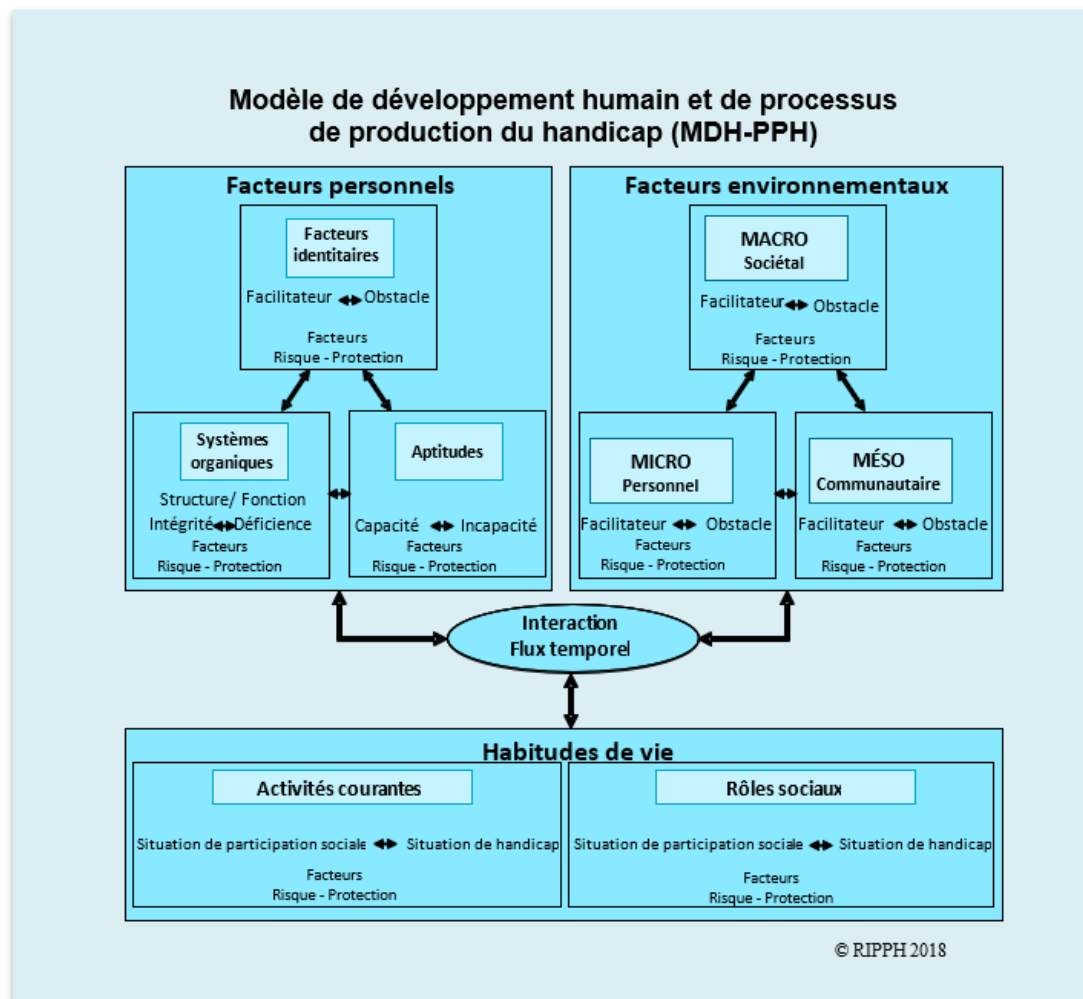 Modèle de développement humain et de processus
de production du handicap (MDH-PPH)
Facteurs personnels
Facteurs
identitaires
Facilitateur Obstacle
Facteurs
Risque - Protection
Systèmes
organiques
Structure/ Fonction
Intégrité Déficience
Facteurs
Risque - Protection
Aptitudes
Capacité Incapacité
Facteurs
Risque - Protection
Facteurs environnementaux
MACRO
Sociétal
Facilitateur Obstacle
Facteurs
Risque - Protection
MICRO
Personnel
Facilitateur Obstacle
Facteurs
Risque - Protection
MÉSO
Communautaire
Facilitateur Obstacle
Facteurs
Risque - Protection
Interaction
Flux temporel
Habitudes de vie
Activités courantes
Situation de participation sociale Situation de handicap
Facteurs
Risque - Protection
Rôles sociaux
Situation de participation sociale Situation de handicap
Facteurs
Risque - Protection
© RIPPH 2018